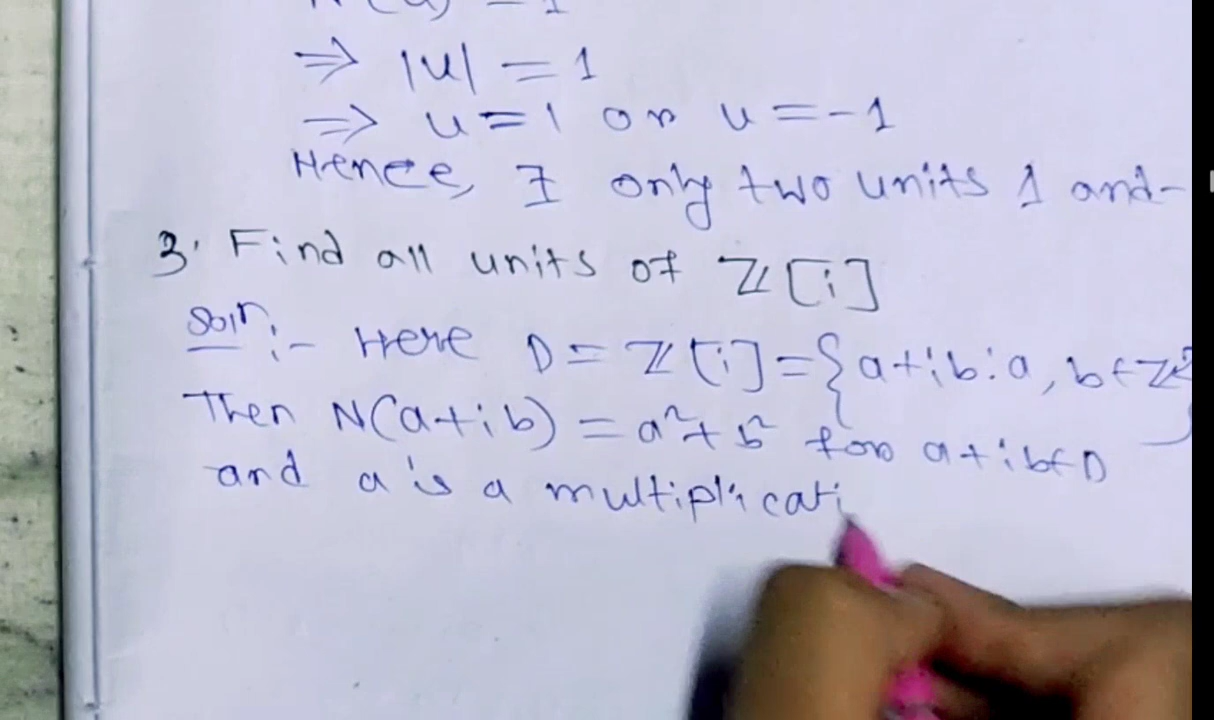 N(u) = 1
⇒ |u| = 1
⇒ u = 1 or u = -1
Hence, Z only two units 1 and -
3. Find all units of Z[i]
Soln :- Here D = Z[i] = {a+ib : a, b ∈ Z}
Then N(a+ib) = a²+b² for a+ib ∈ D
and a is a multiplicati